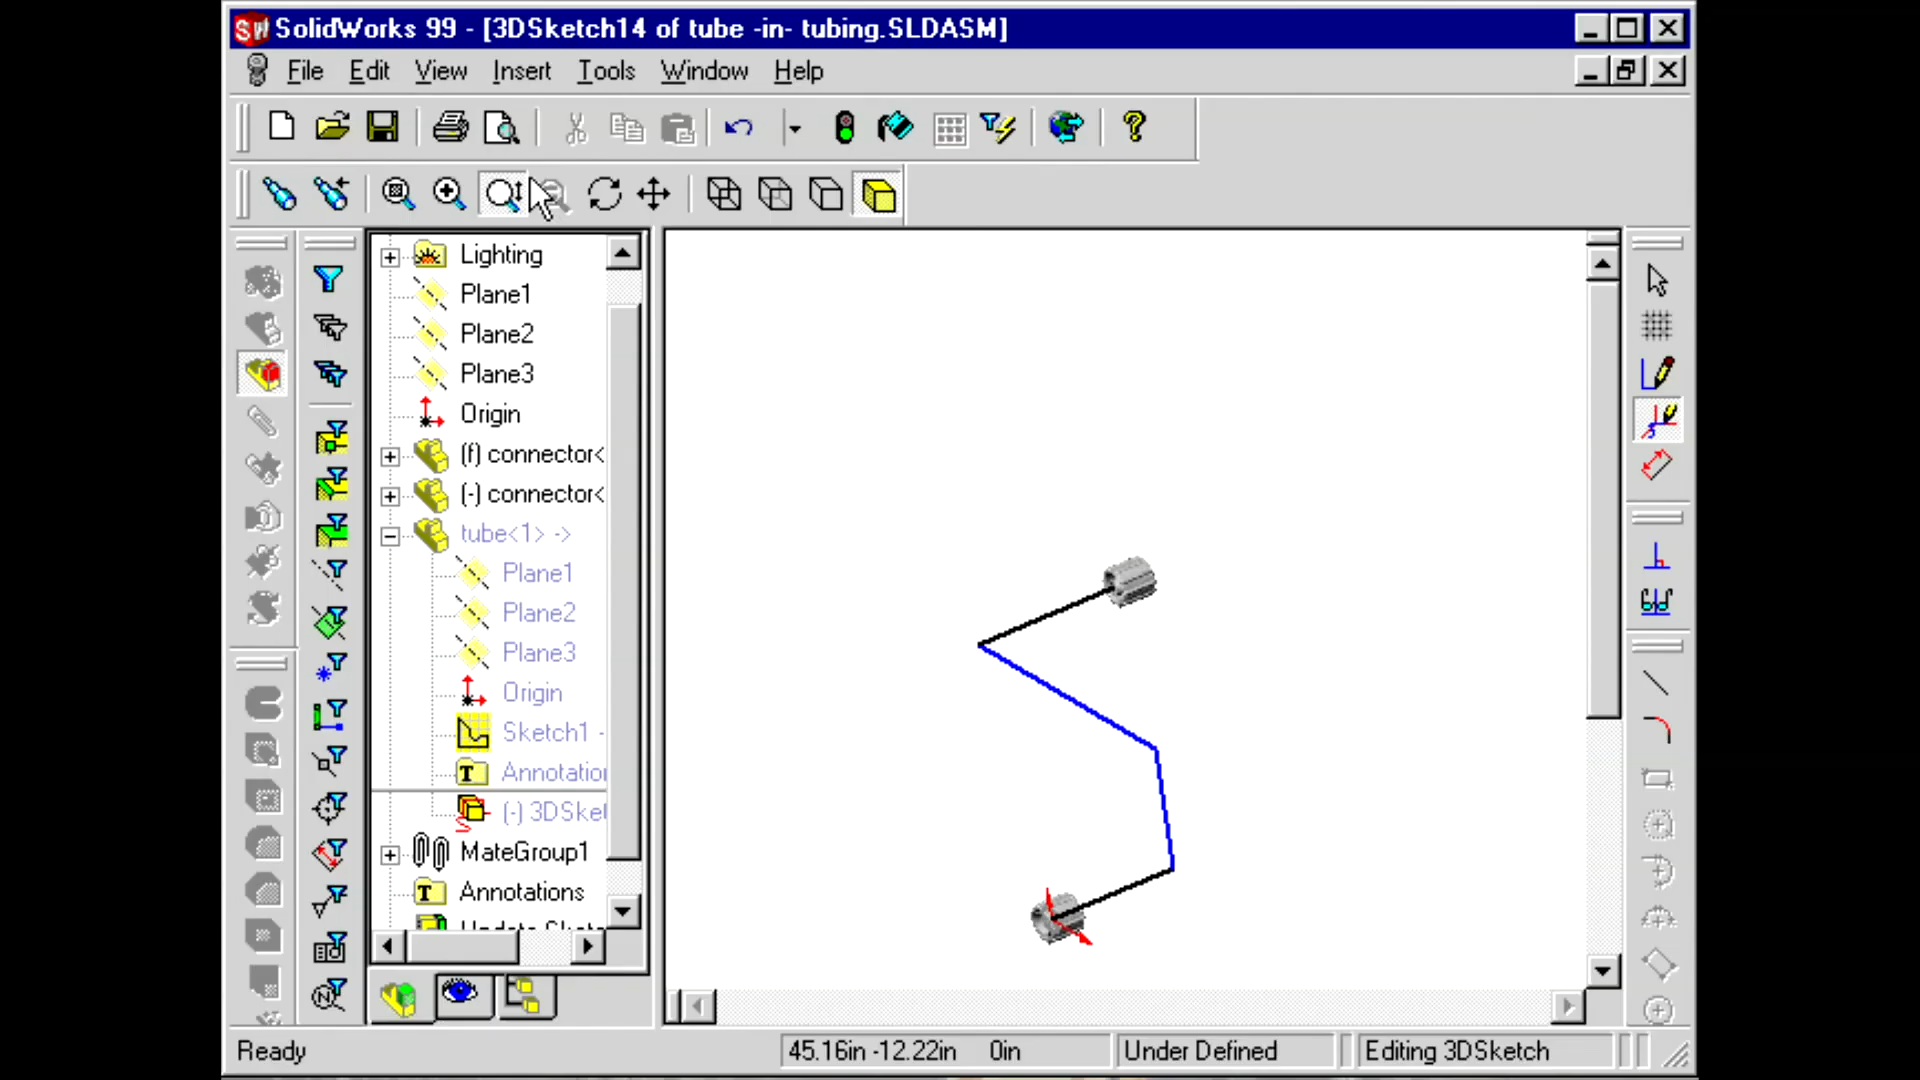 SolidWorks 99 - [3DSketch14 of tube -in- tubing.SLDASM]
File Edit View Insert Tools Window Help
Lighting
Plane1
Plane2
Plane3
Origin
(f) connector<
(-) connector<
tube<1> ->
Plane1
Plane2
Plane3
Origin
Sketch1 -
Annotation
(-) 3DSket
MateGroup1
Annotations
Ready 45.16in -12.22in 0in Under Defined Editing 3DSketch